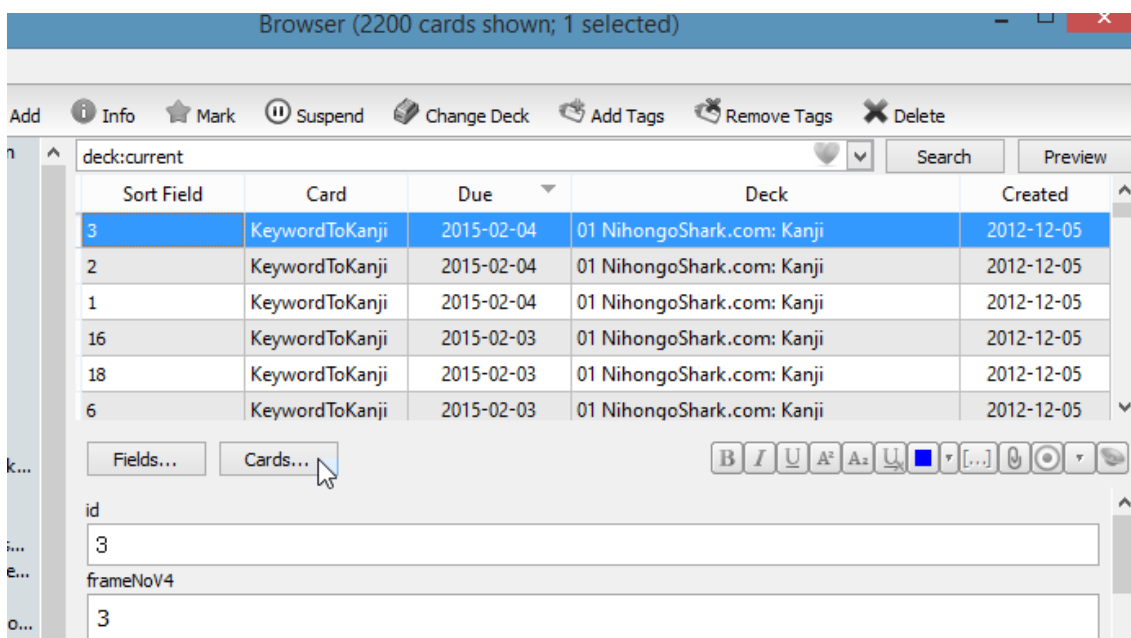 Browser (2200 cards shown; 1 selected)
Add Info Mark Suspend Change Deck Add Tags Remove Tags Delete
n deck:current Search Preview
Sort Field Card Due Deck Created
3 KeywordToKanji 2015-02-04 01 NihongoShark.com: Kanji 2012-12-05
2 KeywordToKanji 2015-02-04 01 NihongoShark.com: Kanji 2012-12-05
1 KeywordToKanji 2015-02-04 01 NihongoShark.com: Kanji 2012-12-05
16 KeywordToKanji 2015-02-03 01 NihongoShark.com: Kanji 2012-12-05
18 KeywordToKanji 2015-02-03 01 NihongoShark.com: Kanji 2012-12-05
6 KeywordToKanji 2015-02-03 01 NihongoShark.com: Kanji 2012-12-05
k... Fields... Cards... B I U A² A₂ U [...]
id
s... 3
e... frameNoV4
o... 3